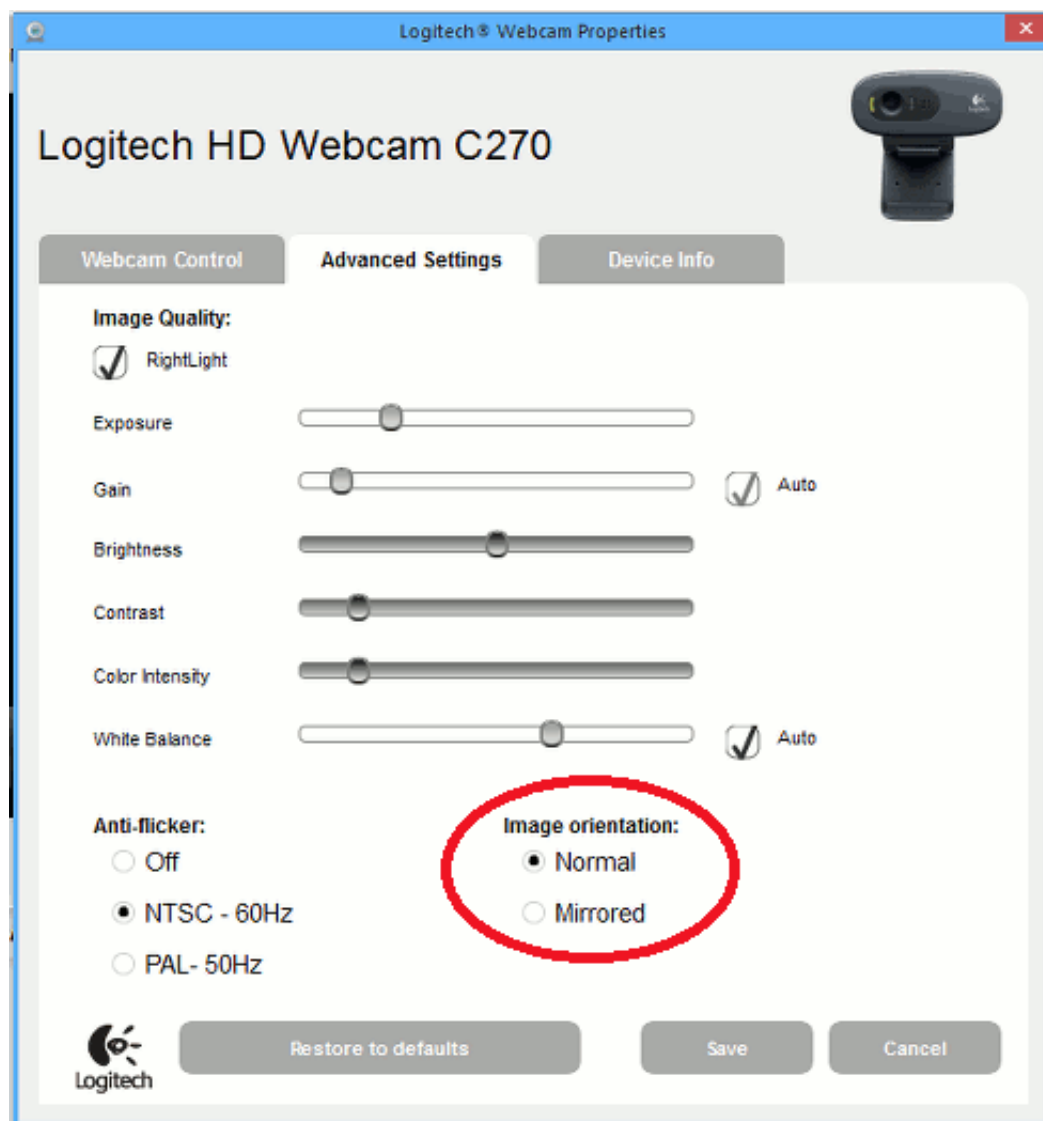 Logitech® Webcam Properties
Logitech HD Webcam C270
Webcam Control Advanced Settings Device Info
Image Quality:
RightLight
Exposure
Gain Auto
Brightness
Contrast
Color Intensity
White Balance Auto
Anti-flicker: Image orientation:
Off Normal
NTSC - 60Hz Mirrored
PAL- 50Hz
Restore to defaults Save Cancel
Logitech